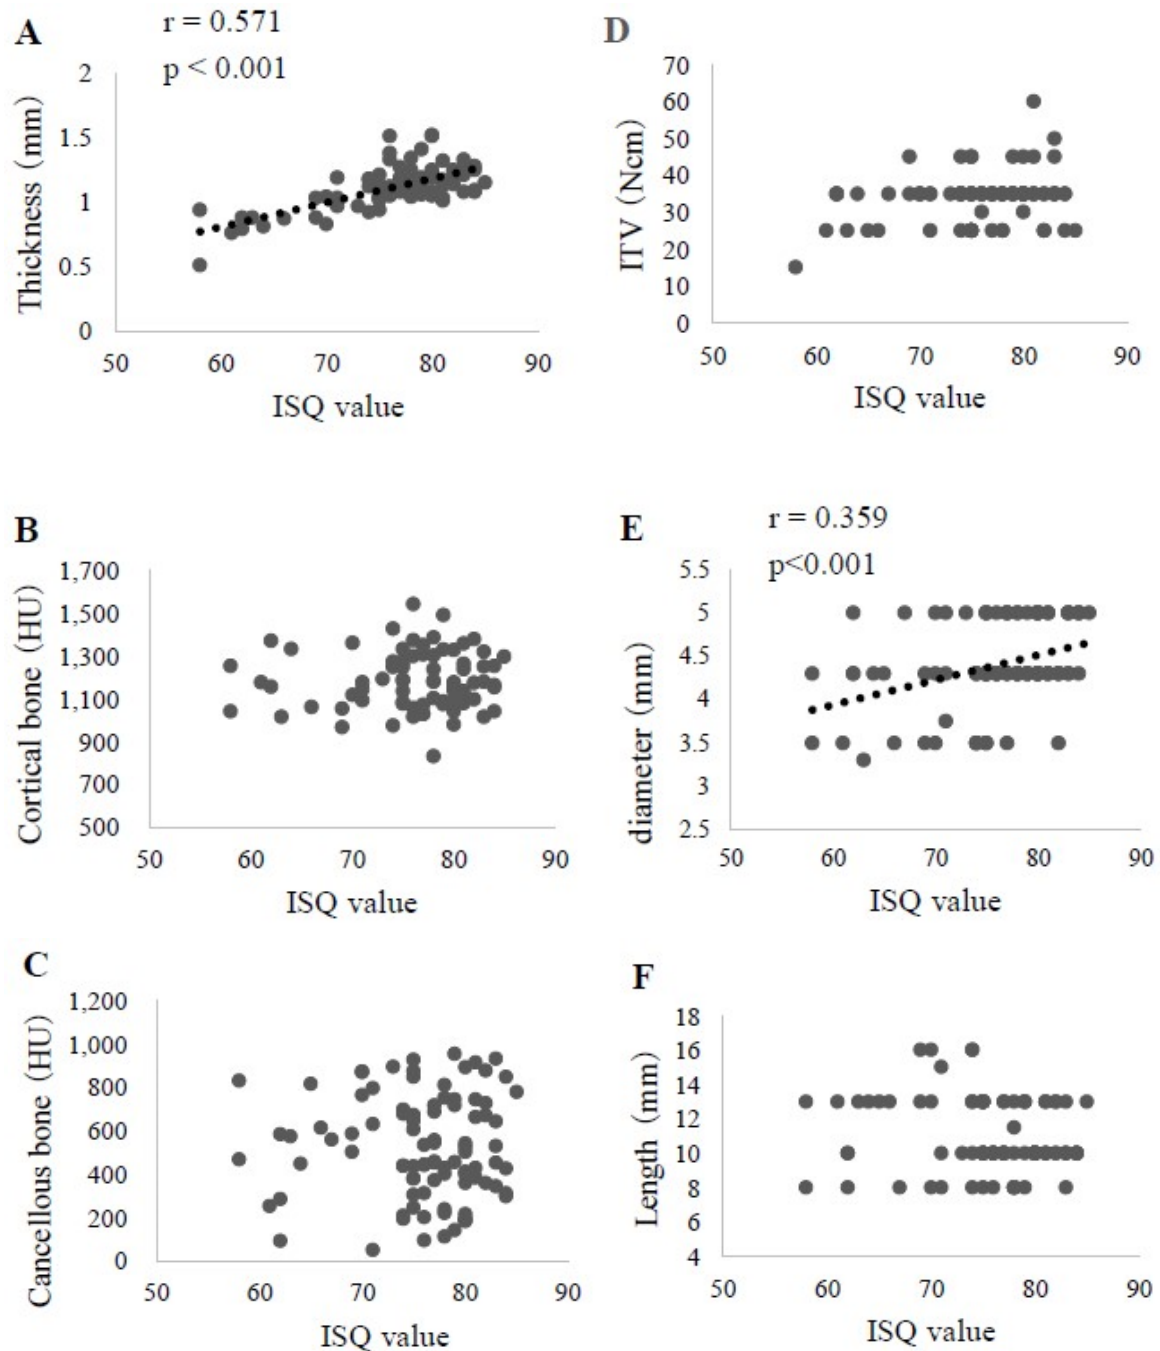 A
r = 0.571
p < 0.001
Thickness (mm)
2
1.5
1
0.5
0
50 60 70 80 90
ISQ value
D
ITV (Ncm)
70
60
50
40
30
20
10
0
50 60 70 80 90
ISQ value
B
Cortical bone (HU)
1,700
1,500
1,300
1,100
900
700
500
50 60 70 80 90
ISQ value
E
r = 0.359
p<0.001
diameter (mm)
5.5
5
4.5
4
3.5
3
2.5
50 60 70 80 90
ISQ value
C
Cancellous bone (HU)
1,200
1,000
800
600
400
200
0
50 60 70 80 90
ISQ value
F
Length (mm)
18
16
14
12
10
8
6
4
50 60 70 80 90
ISQ value